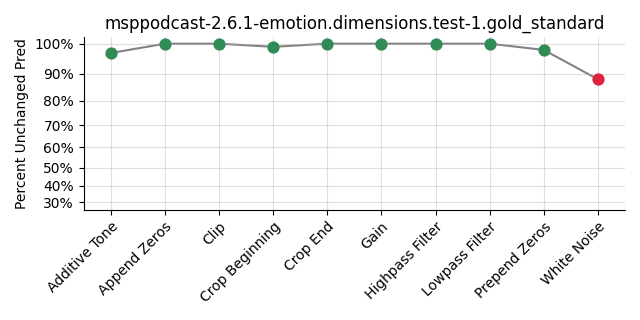 msppodcast-2.6.1-emotion.dimensions.test-1.gold_standard
Percent Unchanged Pred
100%
90%
80%
70%
60%
50%
40%
30%
Additive Tone
Append Zeros
Clip
Crop Beginning
Crop End
Gain
Highpass Filter
Lowpass Filter
Prepend Zeros
White Noise